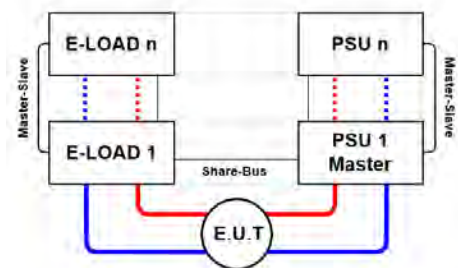 E-LOAD n
PSU n
Master-Slave
Master-Slave
E-LOAD 1
PSU 1
Master
Share-Bus
E.U.T